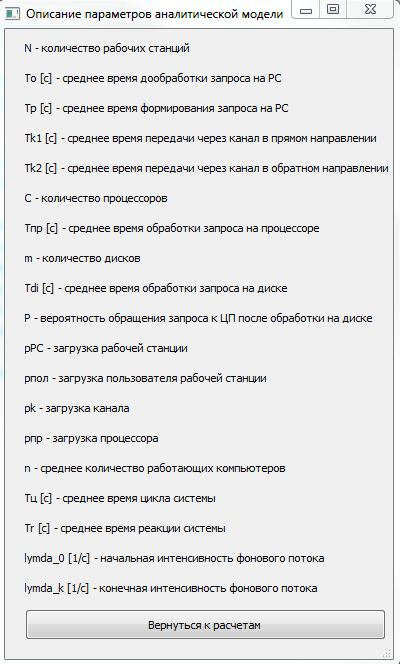 Описание параметров аналитической модели
N - количество рабочих станций
To [c] - среднее время дообработки запроса на РС
Tp [c] - среднее время формирования запроса на РС
Tk1 [c] - среднее время передачи через канал в прямом направлении
Tk2 [c] - среднее время передачи через канал в обратном направлении
C - количество процессоров
Tпр [c] - среднее время обработки запроса на процессоре
m - количество дисков
Tdi [c] - среднее время обработки запроса на диске
P - вероятность обращения запроса к ЦП после обработки на диске
pPC - загрузка рабочей станции
pпол - загрузка пользователя рабочей станции
pk - загрузка канала
pпр - загрузка процессора
n - среднее количество работающих компьютеров
Tц [c] - среднее время цикла системы
Tr [c] - среднее время реакции системы
lymda_0 [1/c] - начальная интенсивность фонового потока
lymda_k [1/c] - конечная интенсивность фонового потока
Вернуться к расчетам